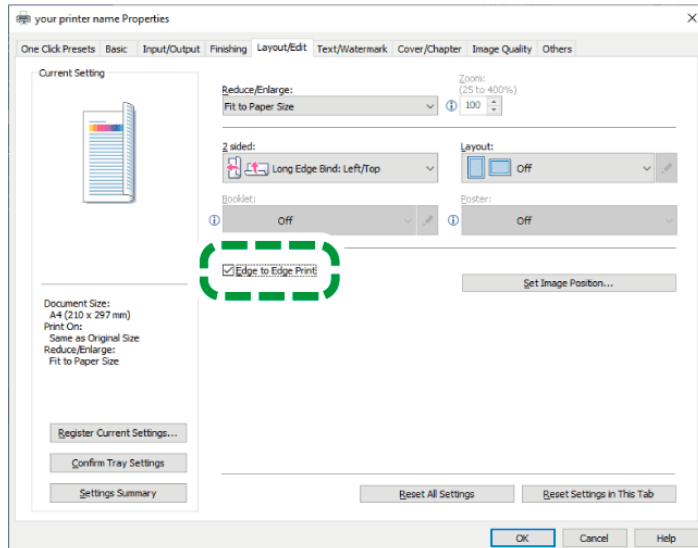 your printer name Properties
One Click Presets Basic Input/Output Finishing Layout/Edit Text/Watermark Cover/Chapter Image Quality Others
Current Setting
Reduce/Enlarge:
Zoom:
(25 to 400%)
Fit to Paper Size
100
2 sided:
Layout:
Long Edge Bind: Left/Top
Off
Booklet:
Poster:
Off
Off
Edge to Edge Print
Set Image Position...
Document Size:
A4 (210 x 297 mm)
Print On:
Same as Original Size
Reduce/Enlarge:
Fit to Paper Size
Register Current Settings...
Confirm Tray Settings
Settings Summary
Reset All Settings
Reset Settings in This Tab
OK
Cancel
Help